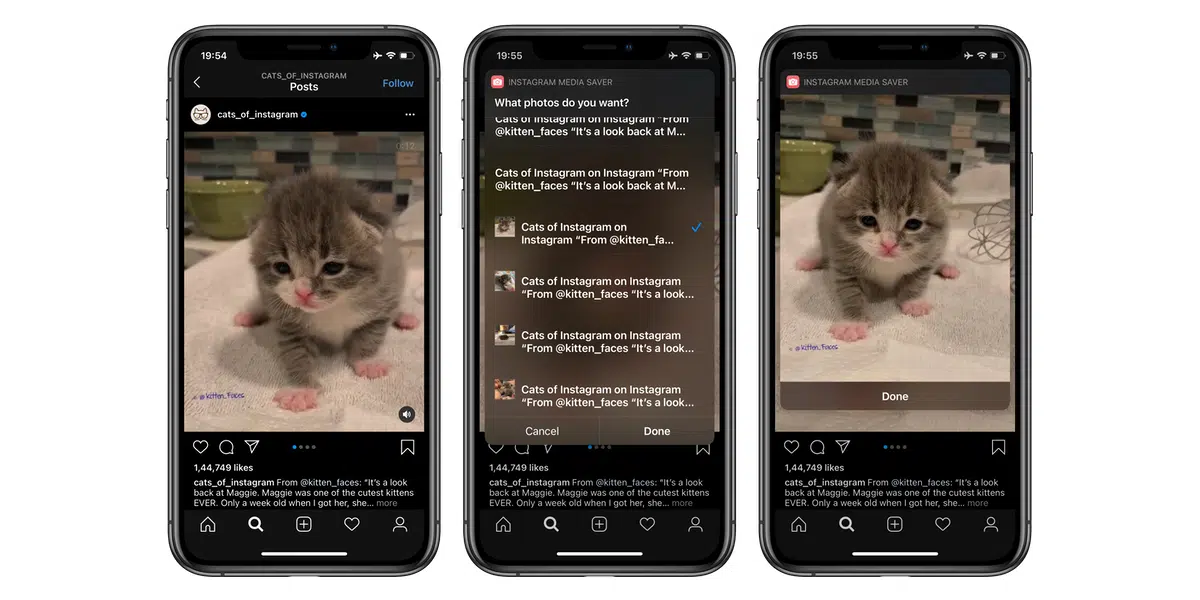 19:54
CATS_OF_INSTAGRAM
Posts
Follow
cats_of_instagram
0:12
@kitten_Faces
1,44,749 likes
cats_of_instagram From @kitten_faces: “It’s a look
back at Maggie. Maggie was one of the cutest kittens
EVER. Only a week old when I got her, she... more
19:55
INSTAGRAM MEDIA SAVER
What photos do you want?
Cats of Instagram on Instagram “From
@kitten_faces “It’s a look back at M...
Cats of Instagram on Instagram “From
@kitten_faces “It’s a look back at M...
Cats of Instagram on
Instagram “From @kitten_fa...
Cats of Instagram on Instagram
“From @kitten_faces “It’s a look...
Cats of Instagram on Instagram
“From @kitten_faces “It’s a look...
Cats of Instagram on Instagram
“From @kitten_faces “It’s a look...
Cancel
Done
1,44,749 likes
cats_of_instagram From @kitten_faces: “It’s a look
back at Maggie. Maggie was one of the cutest kittens
EVER. Only a week old when I got her, she... more
19:55
INSTAGRAM MEDIA SAVER
@kitten_Faces
Done
1,44,749 likes
cats_of_instagram From @kitten_faces: “It’s a look
back at Maggie. Maggie was one of the cutest kittens
EVER. Only a week old when I got her, she... more